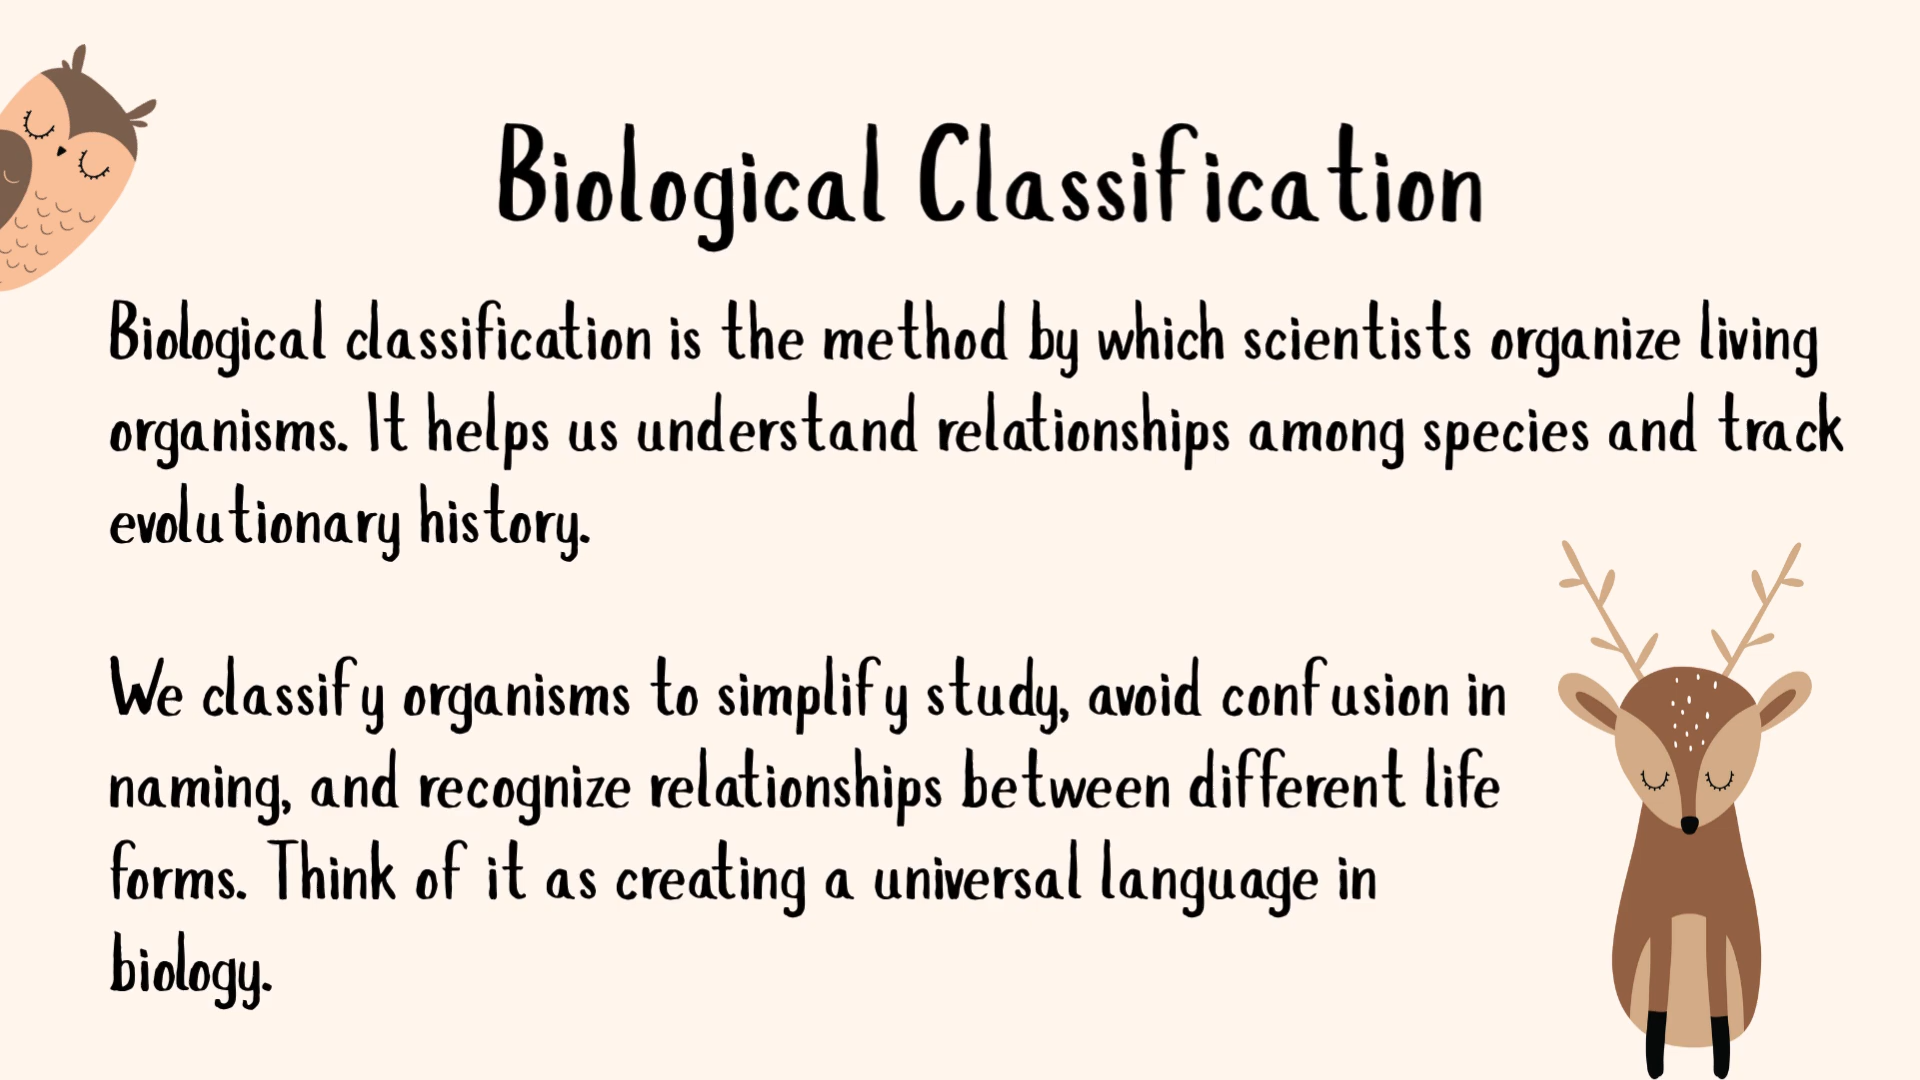 Biological Classification
Biological classification is the method by which scientists organize living
organisms. It helps us understand relationships among species and track
evolutionary history.
We classify organisms to simplify study, avoid confusion in
naming, and recognize relationships between different life
forms. Think of it as creating a universal language in
biology.